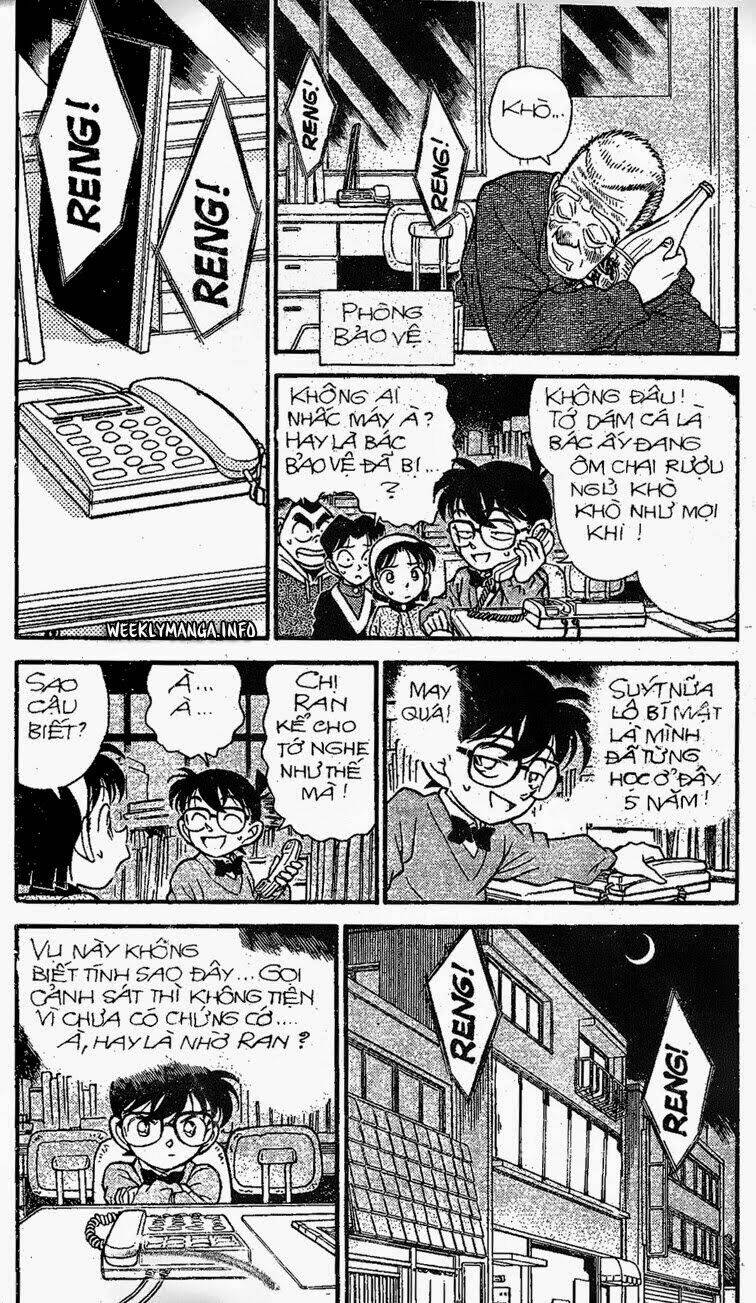 RENG!
RENG!
RENG!
RENG!
KHÒ...
PHÒNG
BẢO VỆ.
WEEKLYMANGA.INFO
KHÔNG AI
NHẤC MÁY À?
HAY LÀ BÁC
BẢO VỆ ĐÃ BỊ...
?
KHÔNG ĐÂU!
TỚ DÁM CÁ LÀ
BÁC ẤY ĐANG
ÔM CHAI RƯỢU
NGỦ KHÒ
KHÒ NHƯ MỌI
KHI!
SAO
CẬU
BIẾT?
À...
À...
CHỊ
RAN
KỂ CHO
TỚ NGHE
NHƯ THẾ
MÀ!
MAY
QUÁ!
SUÝT NỮA
LỘ BÍ MẬT
LÀ MÌNH
ĐÃ TỪNG
HỌC Ở ĐÂY
5 NĂM!
VỤ NÀY KHÔNG
BIẾT TÍNH SAO ĐÂY... GỌI
CẢNH SÁT THÌ KHÔNG TIỆN
VÌ CHƯA CÓ CHỨNG CỚ....
À, HAY LÀ NHỜ RAN?
RENG!
RENG!